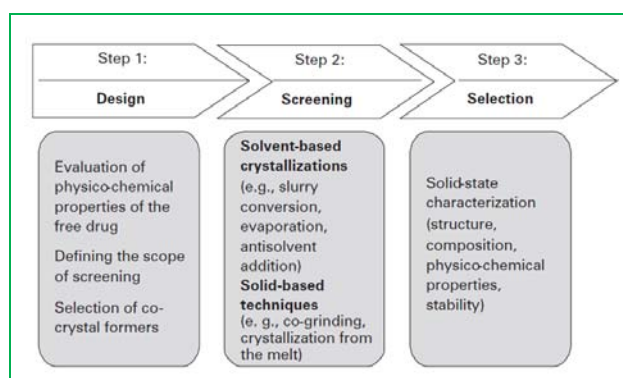 Step 1:
Design
Step 2:
Screening
Step 3:
Selection
Evaluation of
physico-chemical
properties of the
free drug
Defining the scope
of screening
Selection of co-
crystal formers
Solvent-based
crystallizations
(e.g., slurry
conversion,
evaporation,
antisolvent
addition)
Solid-based
techniques
(e. g., co-grinding,
crystallization from
the melt)
Solid-state
characterization
(structure,
composition,
physico-chemical
properties,
stability)